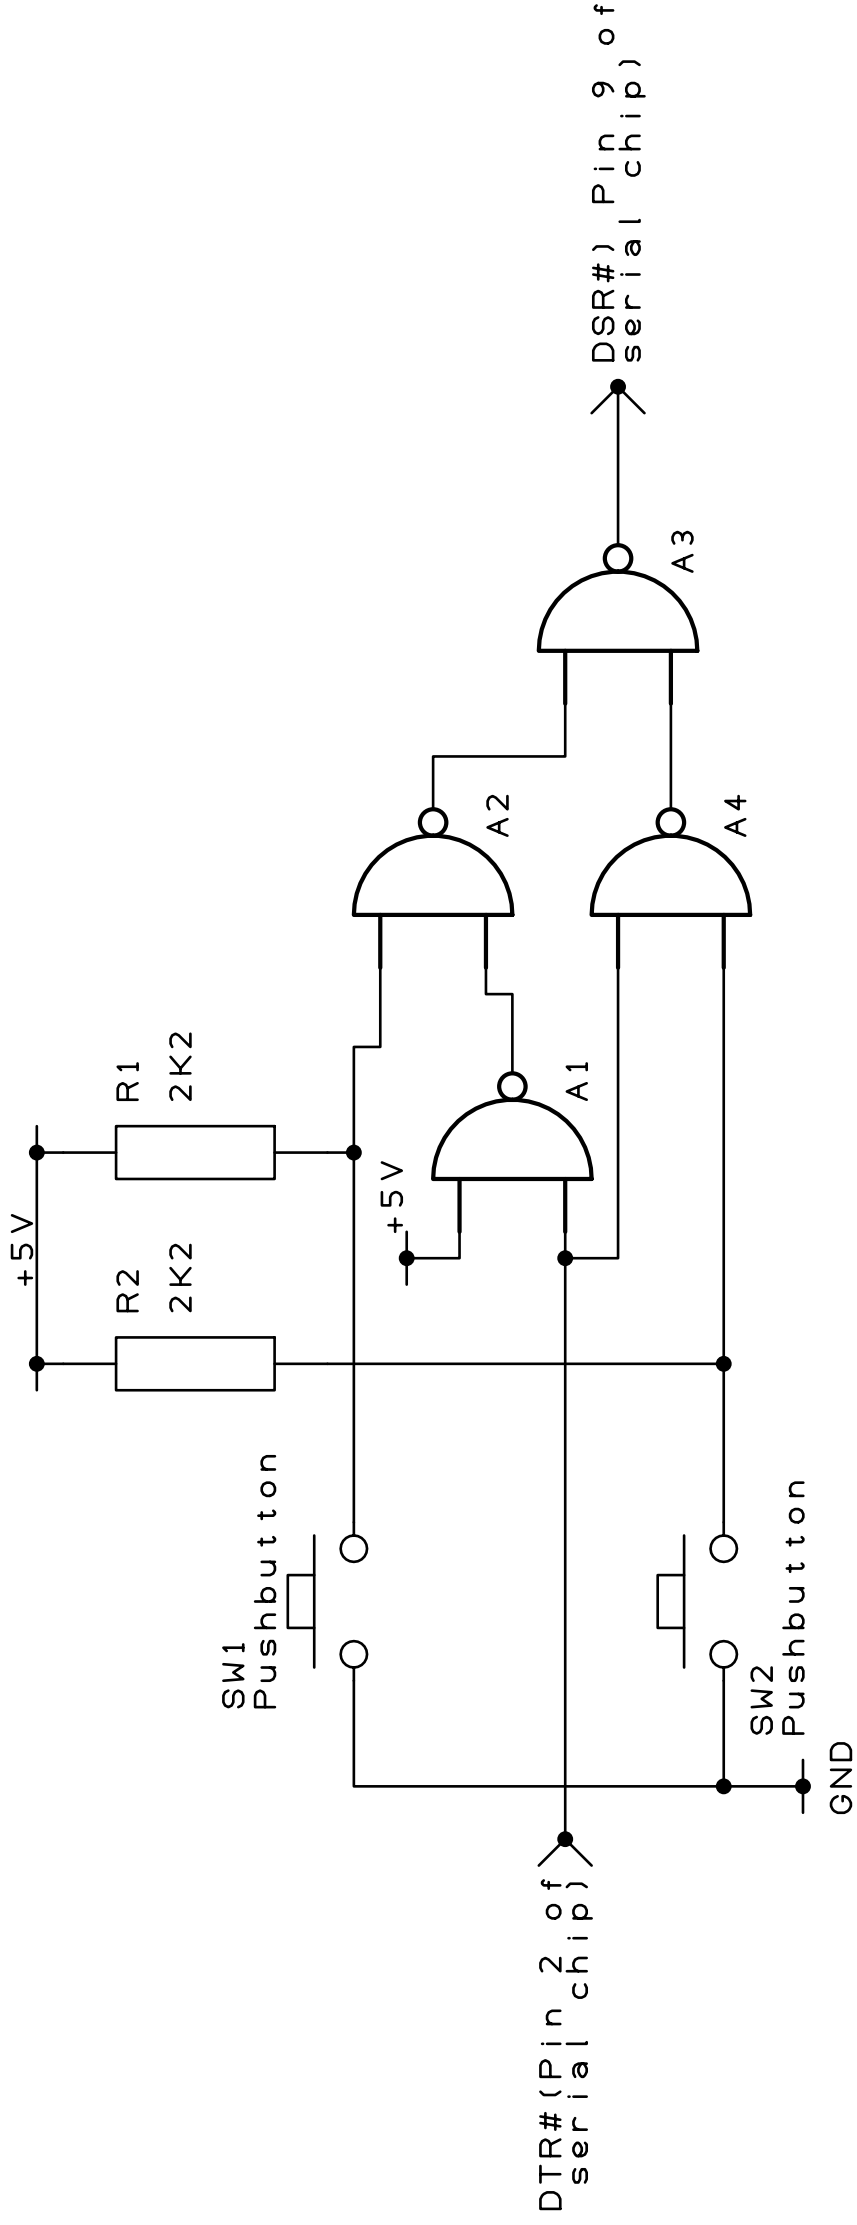 +5V
R2
2K2
R1
2K2
SW1
Pushbutton
+5V
A1
A2
A3
A4
DTR#(Pin 2 of
serial chip)
DSR#) Pin 9 of
serial chip)
SW2
Pushbutton
GND